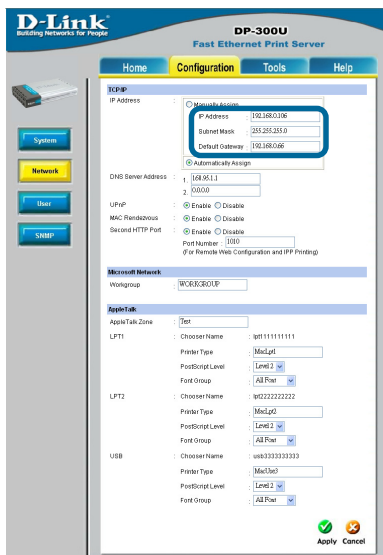 D-Link
Building Networks for People
DP-300U
Fast Ethernet Print Server
Home Configuration Tools Help
System
Network
User
SNMP
TCP/IP
IP Address : Manually Assign
IP Address : 192.168.0.106
Subnet Mask : 255.255.255.0
Default Gateway : 192.168.0.66
Automatically Assign
DNS Server Address : 1. 168.95.1.1
2. 0.0.0.0
UPnP : Enable Disable
MAC Rendezvous : Enable Disable
Second HTTP Port : Enable Disable
Port Number : 1010
(For Remote Web Configuration and IPP Printing)
Microsoft Network
Workgroup : WORKGROUP
AppleTalk
AppleTalk Zone : Test
LPT1 : Chooser Name : lpt1111111111
Printer Type : MacLpt1
PostScript Level : Level 2
Font Group : All Font
LPT2 : Chooser Name : lpt2222222222
Printer Type : MacLpt2
PostScript Level : Level 2
Font Group : All Font
USB : Chooser Name : usb3333333333
Printer Type : MacUsb3
PostScript Level : Level 2
Font Group : All Font
Apply Cancel